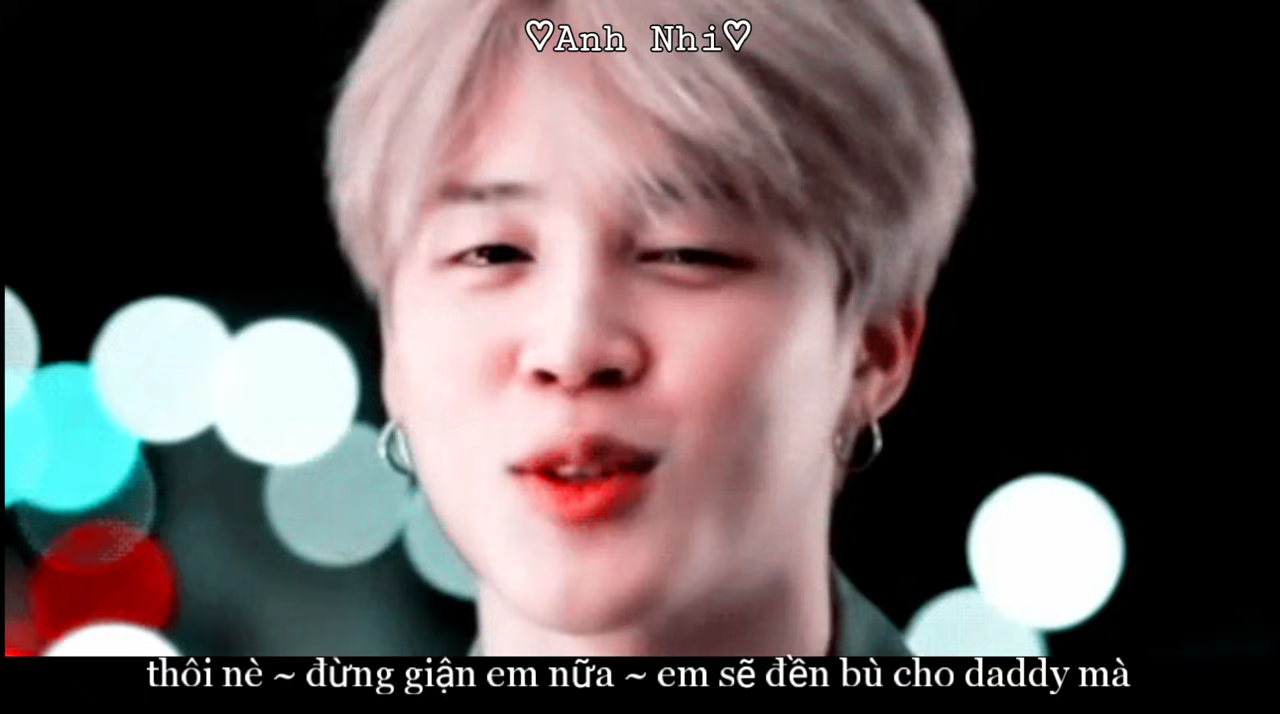 ♡Anh Nhi♡
thôi nè ~ đừng giận em nữa ~ em sẽ đền bù cho daddy mà